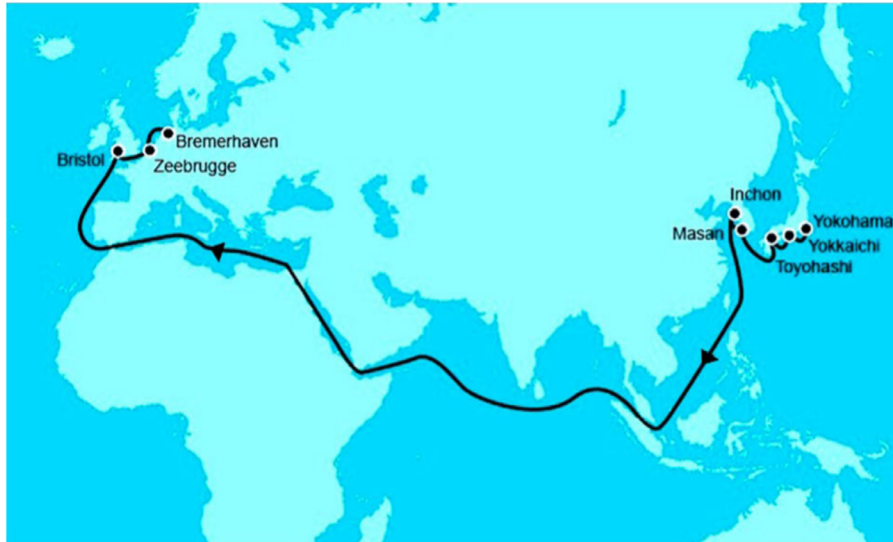 Bremerhaven
Bristol
Zeebrugge
Inchon
Masan
Yokohama
Yokkaichi
Toyohashi